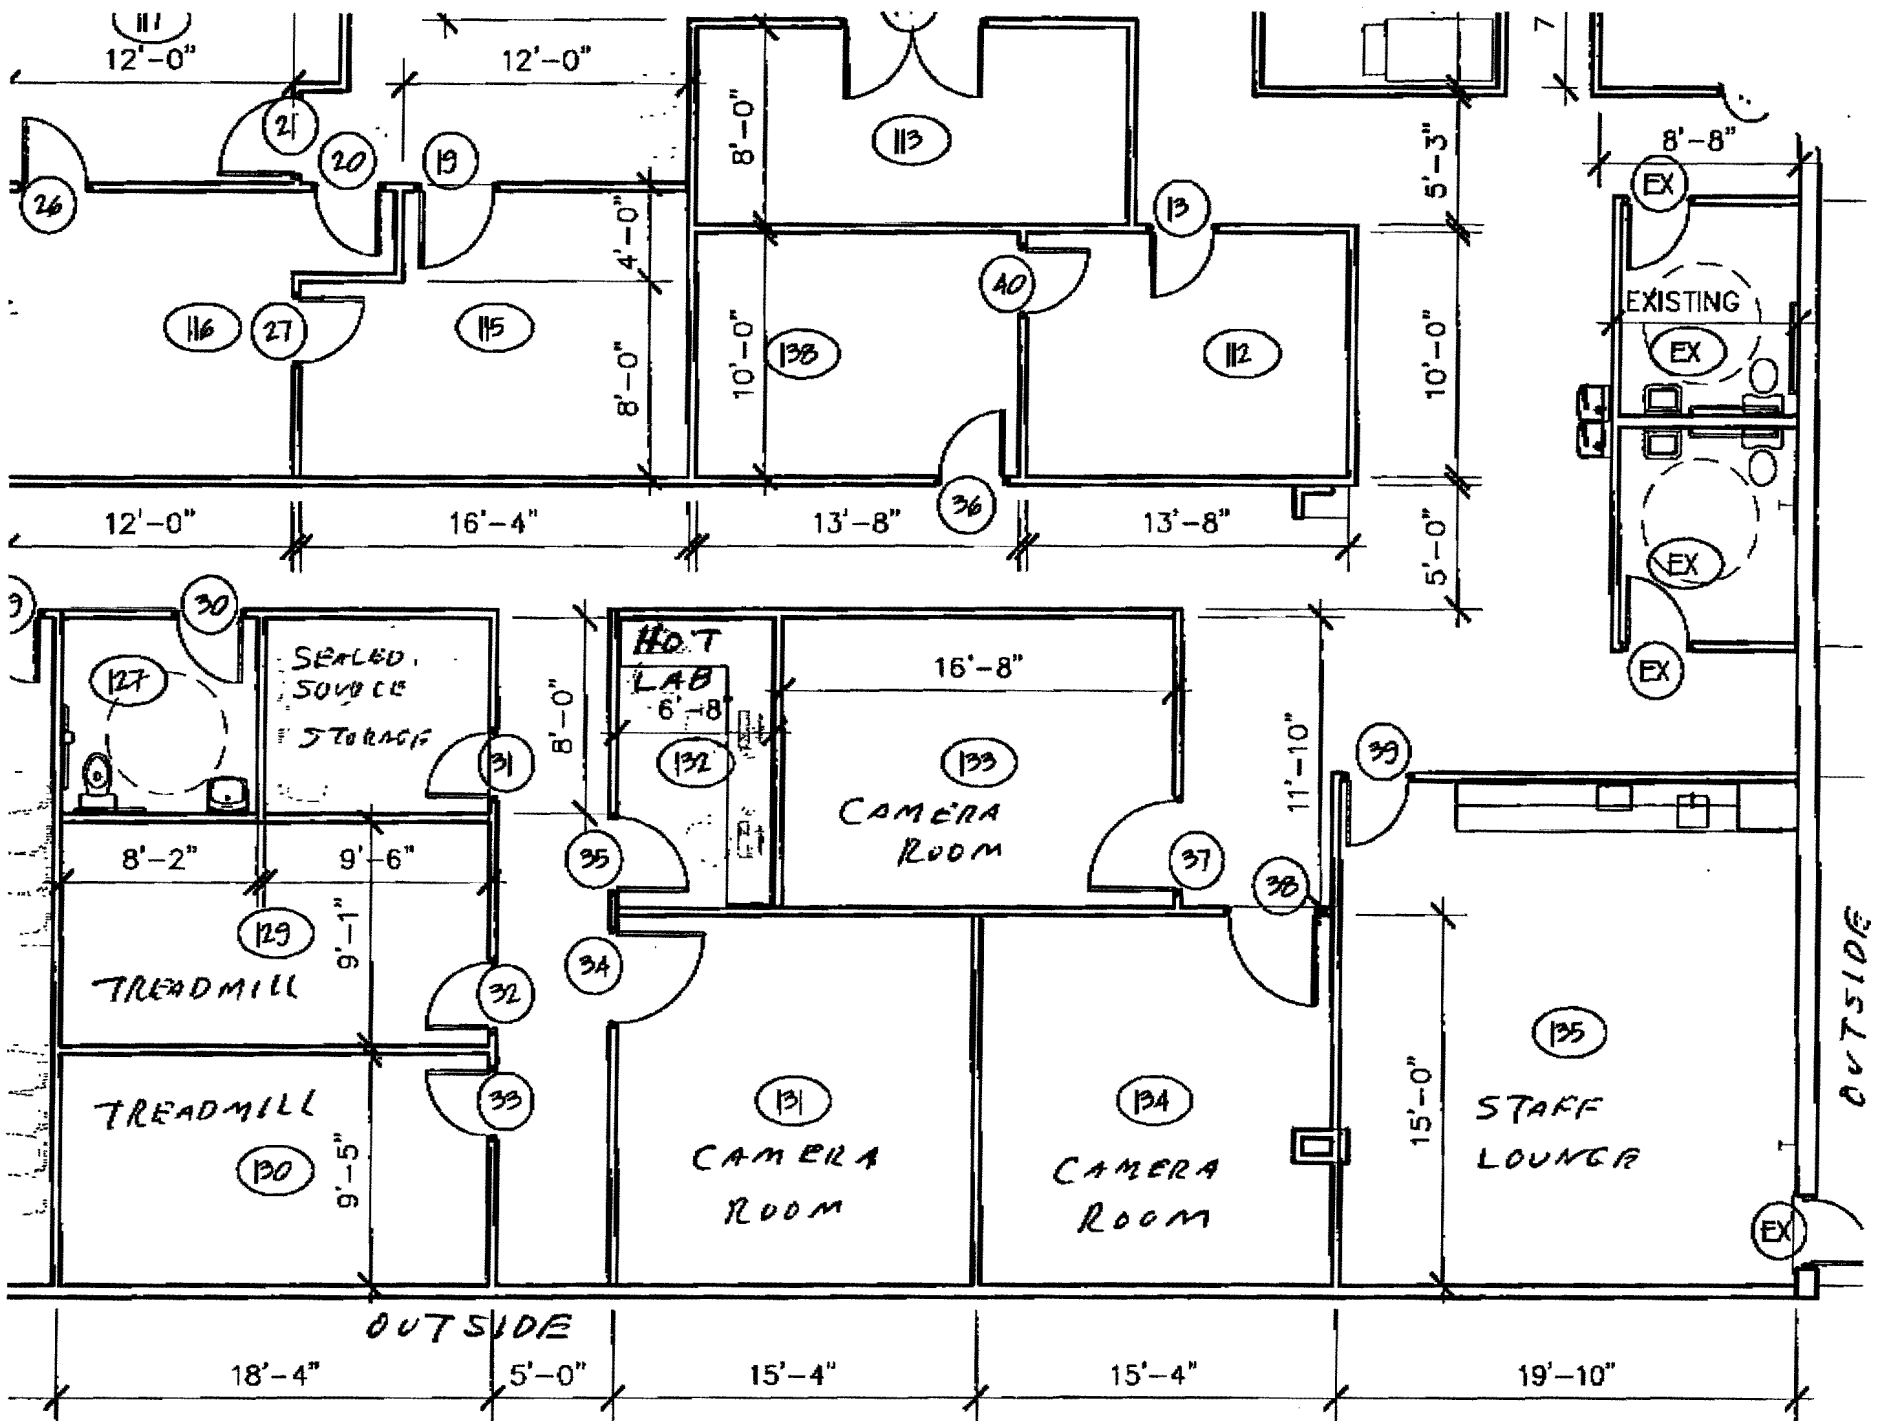 117
12'-0"
12'-0"
21
20
19
26
8'-0"
113
13
5'-3"
7
8'-8"
EX
4'-0"
40
EXISTING
116
27
115
8'-0"
10'-0"
138
112
10'-0"
EX
36
12'-0"
16'-4"
13'-8"
13'-8"
5'-0"
EX
30
127
SEALED
SOURCE
STORAGE
31
8'-0"
HOT
LAB
6'-8"
132
16'-8"
133
CAMERA
ROOM
11'-10"
39
EX
8'-2"
9'-6"
35
37
38
129
9'-1"
TREADMILL
32
34
OUTSIDE
TREADMILL
33
130
9'-5"
131
CAMERA
ROOM
134
CAMERA
ROOM
15'-0"
135
STAFF
LOUNGE
EX
OUTSIDE
18'-4"
5'-0"
15'-4"
15'-4"
19'-10"